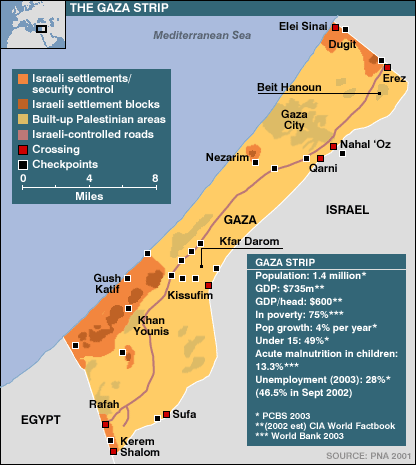 THE GAZA STRIP
Mediterranean Sea
Elei Sinai
Dugit
Erez
Beit Hanoun
Gaza
City
Nahal 'Oz
Nezarim
Qarni
Israeli settlements/
security control
Israeli settlement blocks
Built-up Palestinian areas
Israeli-controlled roads
Crossing
Checkpoints
0 4 8
Miles
GAZA
ISRAEL
Kfar Darom
Gush
Katif
Kissufim
Khan
Younis
Rafah
Sufa
EGYPT
Kerem
Shalom
GAZA STRIP
Population: 1.4 million*
GDP: $735m**
GDP/head: $600**
In poverty: 75%***
Pop growth: 4% per year*
Under 15: 49%*
Acute malnutrition in children:
13.3%***
Unemployment (2003): 28%*
(46.5% in Sept 2002)
* PCBS 2003
**(2002 est) CIA World Factbook
*** World Bank 2003
SOURCE: PNA 2001